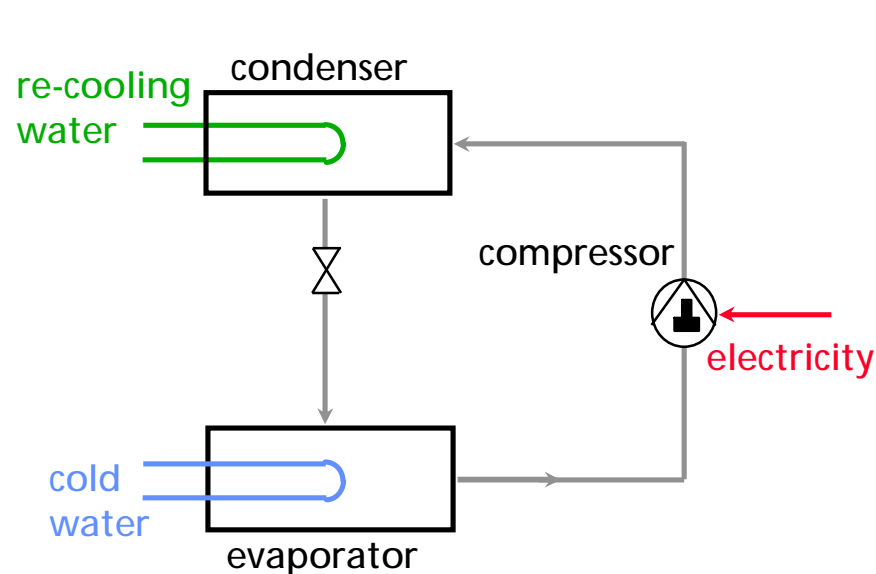 condenser
re-cooling
water
compressor
electricity
cold
water
evaporator